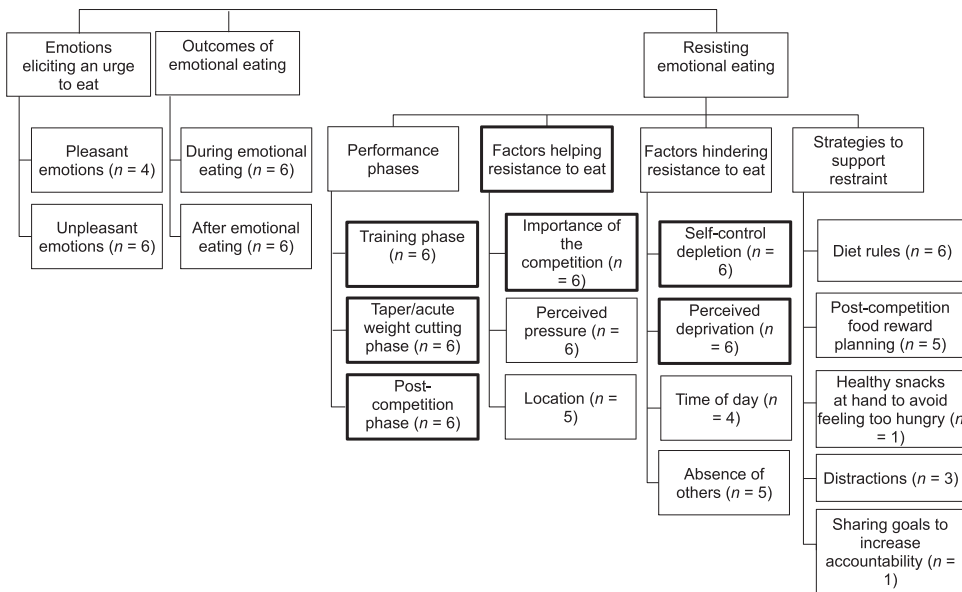 Emotions
eliciting an urge
to eat
Outcomes of
emotional eating
Resisting
emotional eating
Pleasant
emotions (n = 4)
Unpleasant
emotions (n = 6)
During emotional
eating (n = 6)
After emotional
eating (n = 6)
Performance
phases
Training phase
(n = 6)
Taper/acute
weight cutting
phase (n = 6)
Post-
competition
phase (n = 6)
Factors helping
resistance to eat
Importance of
the
competition (n =
6)
Perceived
pressure (n =
6)
Location (n =
5)
Factors hindering
resistance to eat
Self-control
depletion (n =
6)
Perceived
deprivation (n =
6)
Time of day (n
= 4)
Absence of
others (n = 5)
Strategies to
support
restraint
Diet rules (n = 6)
Post-competition
food reward
planning (n = 5)
Healthy snacks
at hand to avoid
feeling too hungry (n
= 1)
Distractions (n = 3)
Sharing goals to
increase
accountability (n =
1)